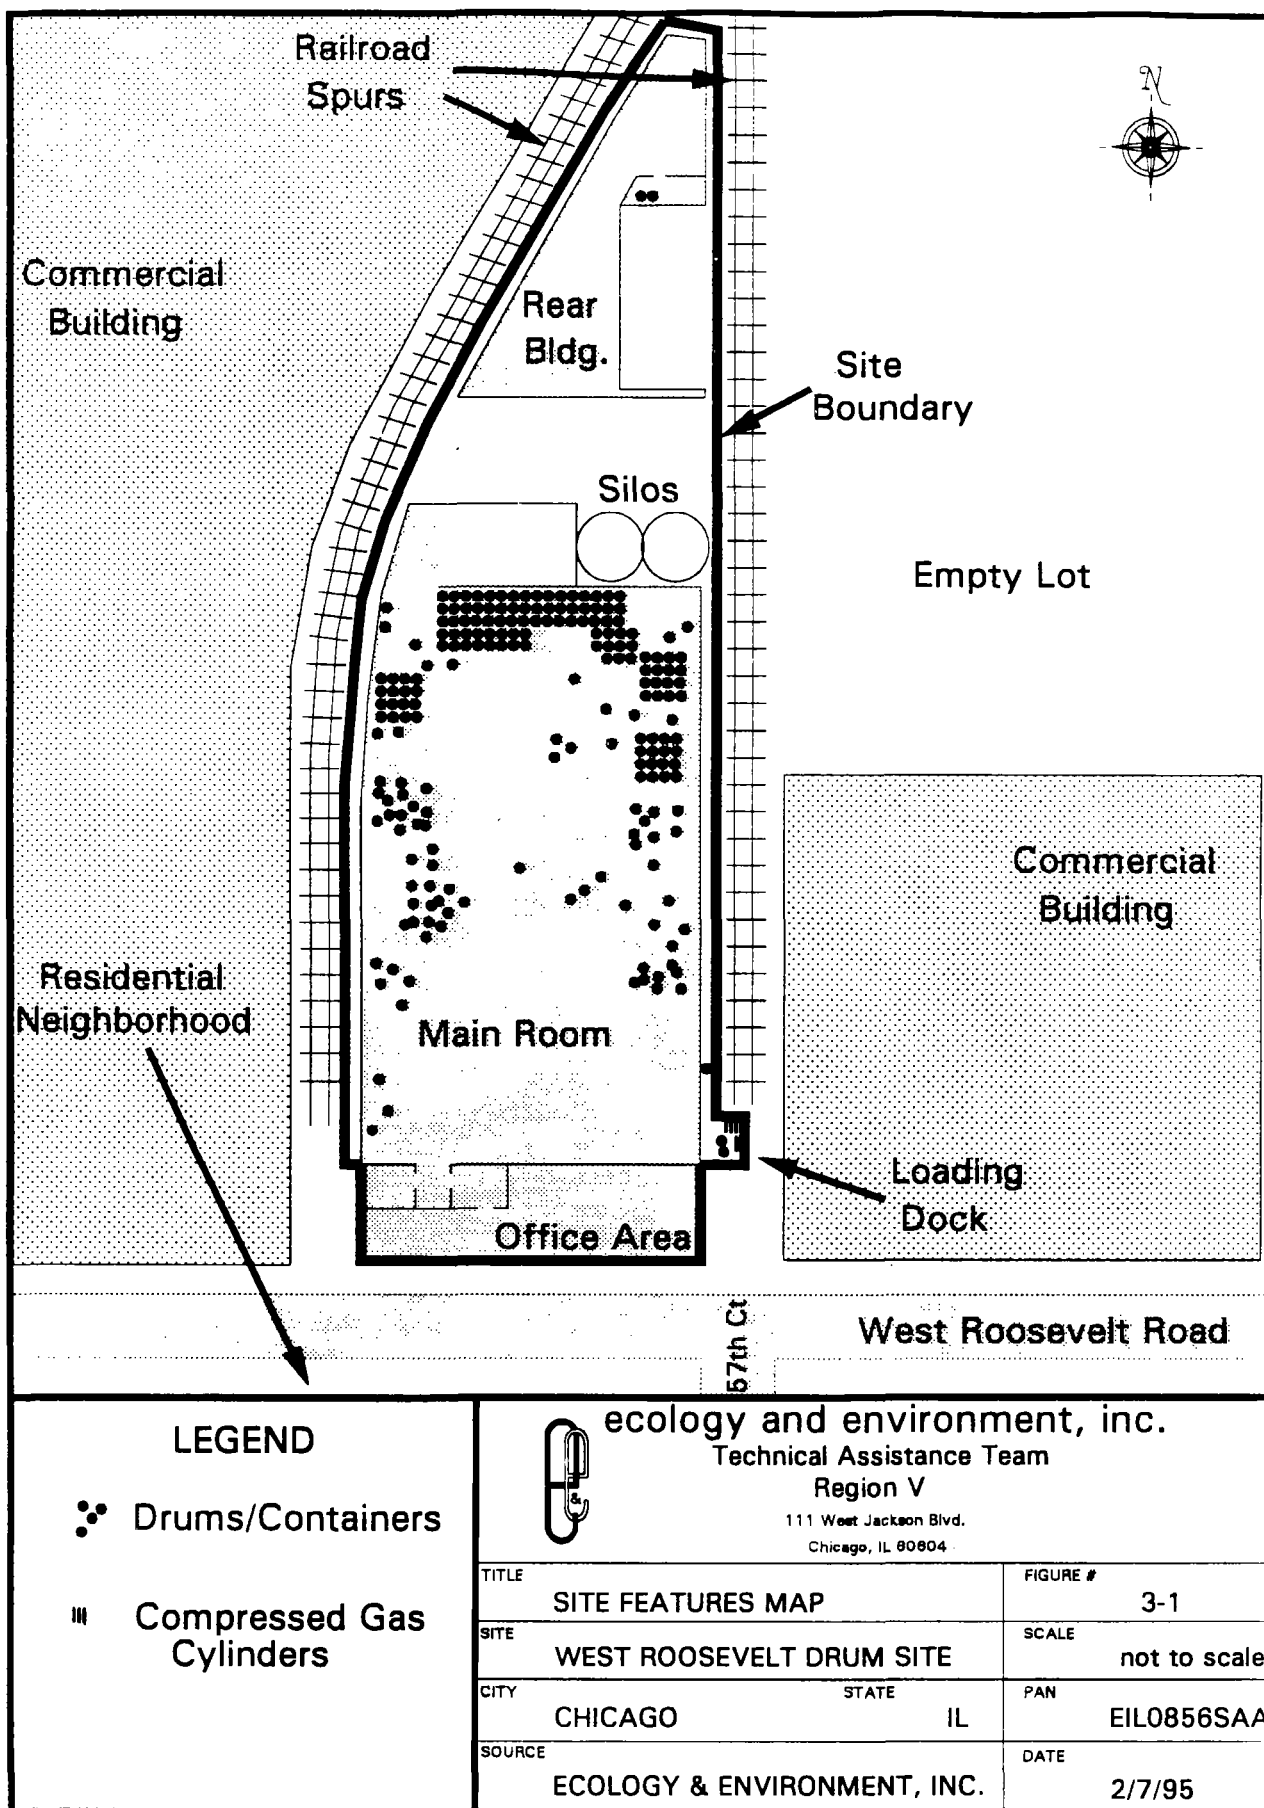 Railroad
Spurs
N
Commercial
Building
Rear
Bldg.
Site
Boundary
Silos
Empty Lot
Commercial
Building
Residential
Neighborhood
Main Room
Loading
Dock
Office Area
57th Ct
West Roosevelt Road
LEGEND
Drums/Containers
Compressed Gas
Cylinders
ecology and environment, inc.
Technical Assistance Team
Region V
111 West Jackson Blvd.
Chicago, IL 60604
TITLE
SITE FEATURES MAP
FIGURE #
3-1
SITE
WEST ROOSEVELT DRUM SITE
SCALE
not to scale
CITY
CHICAGO
STATE
IL
PAN
EIL0856SAA
SOURCE
ECOLOGY & ENVIRONMENT, INC.
DATE
2/7/95